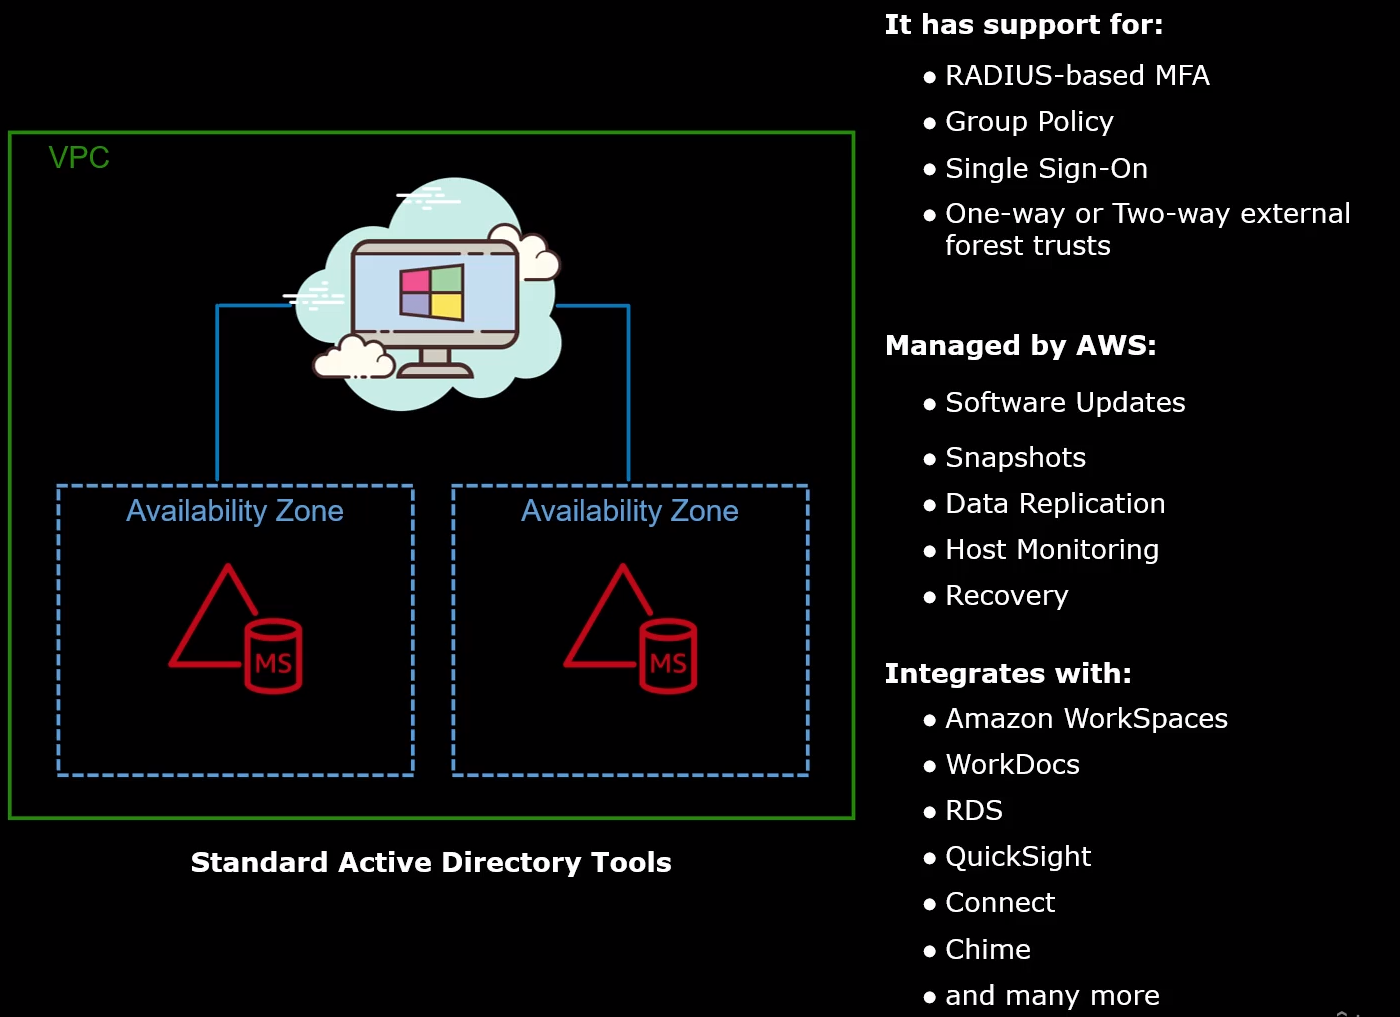 It has support for:
● RADIUS-based MFA
● Group Policy
● Single Sign-On
● One-way or Two-way external
forest trusts
VPC
Availability Zone
Availability Zone
MS
MS
Standard Active Directory Tools
Managed by AWS:
● Software Updates
● Snapshots
● Data Replication
● Host Monitoring
● Recovery
Integrates with:
● Amazon WorkSpaces
● WorkDocs
● RDS
● QuickSight
● Connect
● Chime
● and many more